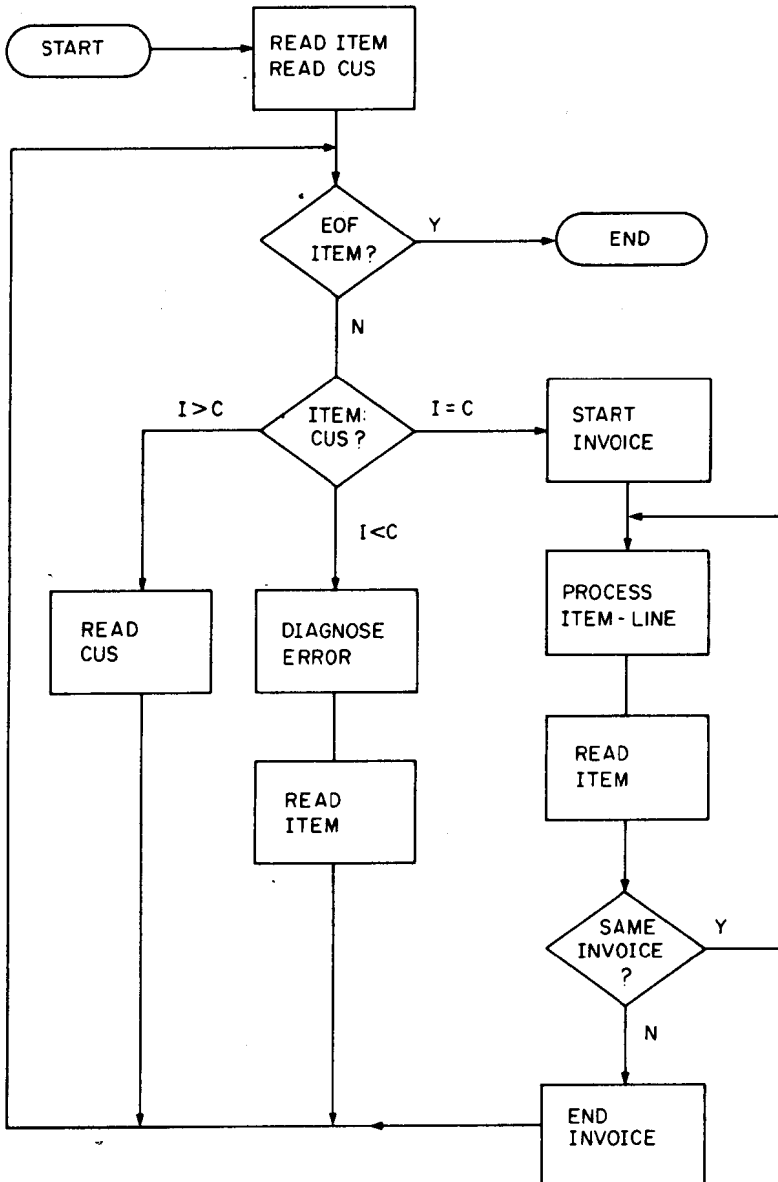 START
READ ITEM
READ CUS
EOF
ITEM?
Y
END
N
I>C
ITEM:
CUS?
I=C
START
INVOICE
I<C
READ
CUS
DIAGNOSE
ERROR
PROCESS
ITEM-LINE
READ
ITEM
READ
ITEM
SAME
INVOICE
?
Y
N
END
INVOICE